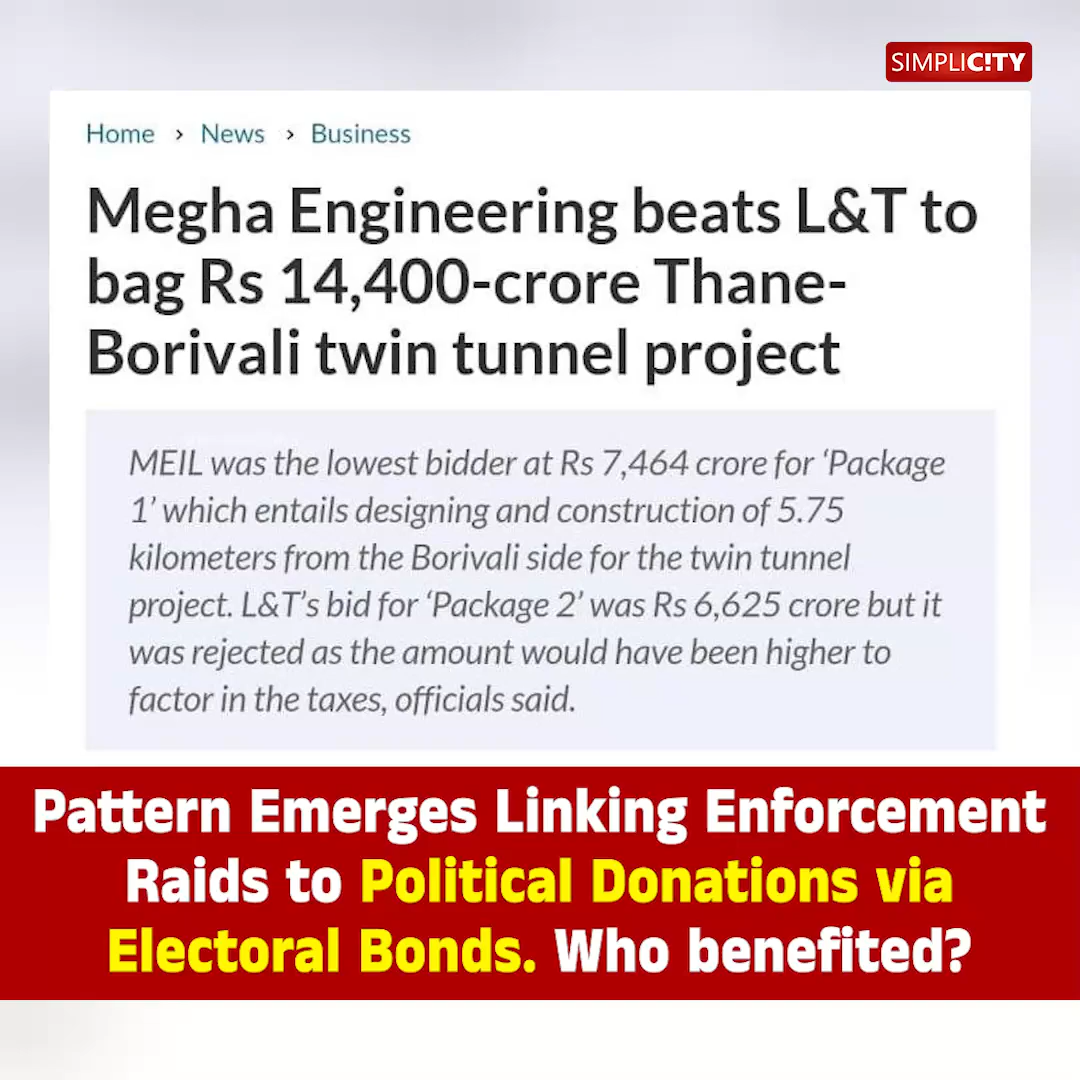 SIMPLIC!TY
Home › News › Business
Megha Engineering beats L&T to
bag Rs 14,400-crore Thane-
Borivali twin tunnel project
MEIL was the lowest bidder at Rs 7,464 crore for ‘Package
1’ which entails designing and construction of 5.75
kilometers from the Borivali side for the twin tunnel
project. L&T’s bid for ‘Package 2’ was Rs 6,625 crore but it
was rejected as the amount would have been higher to
factor in the taxes, officials said.
Pattern Emerges Linking Enforcement
Raids to Political Donations via
Electoral Bonds. Who benefited?